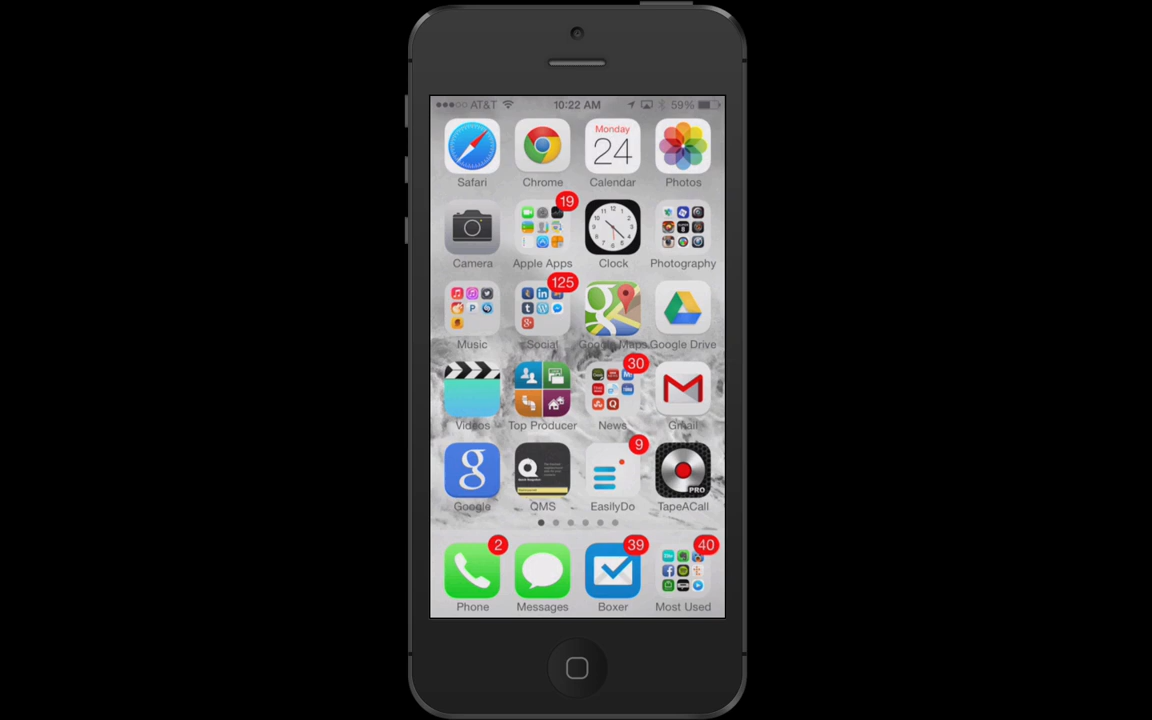 AT&T 10:22 AM 59%
Monday
24
Safari Chrome Calendar Photos
19
Camera Apple Apps Clock Photography
125
Music Social Google Maps Google Drive
30
Videos Top Producer News Gmail
9
PRO
Google QMS EasilyDo TapeACall
2 39 40
Phone Messages Boxer Most Used